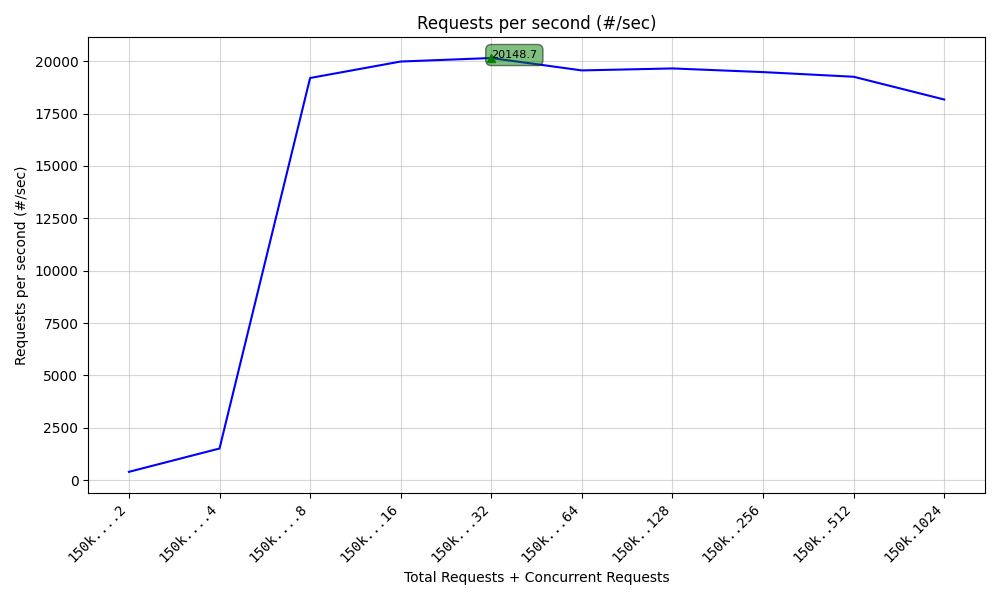 Requests per second (#/sec)
20148.7
20000
17500
15000
12500
10000
7500
5000
2500
0
Requests per second (#/sec)
150k....2
150k....4
150k....8
150k...16
150k...32
150k...64
150k..128
150k..256
150k..512
150k.1024
Total Requests + Concurrent Requests